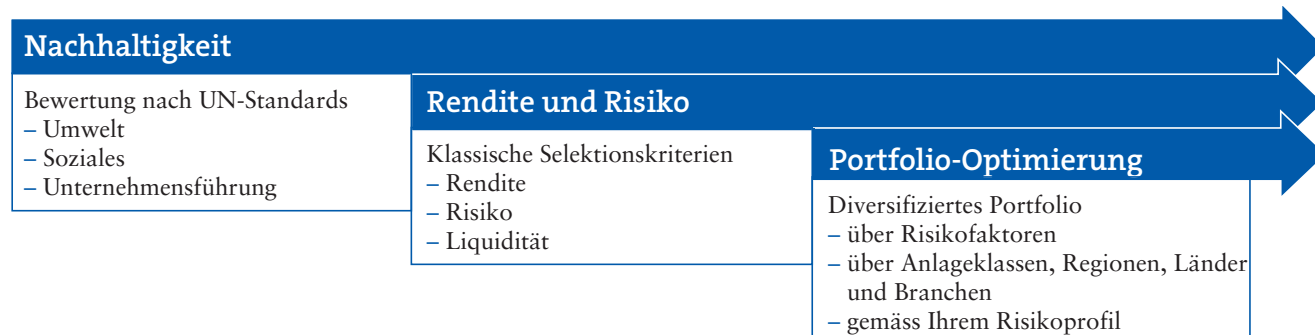 Nachhaltigkeit
Bewertung nach UN-Standards
– Umwelt
– Soziales
– Unternehmensführung
Rendite und Risiko
Klassische Selektionskriterien
– Rendite
– Risiko
– Liquidität
Portfolio-Optimierung
Diversifiziertes Portfolio
– über Risikofaktoren
– über Anlageklassen, Regionen, Länder
und Branchen
– gemäss Ihrem Risikoprofil